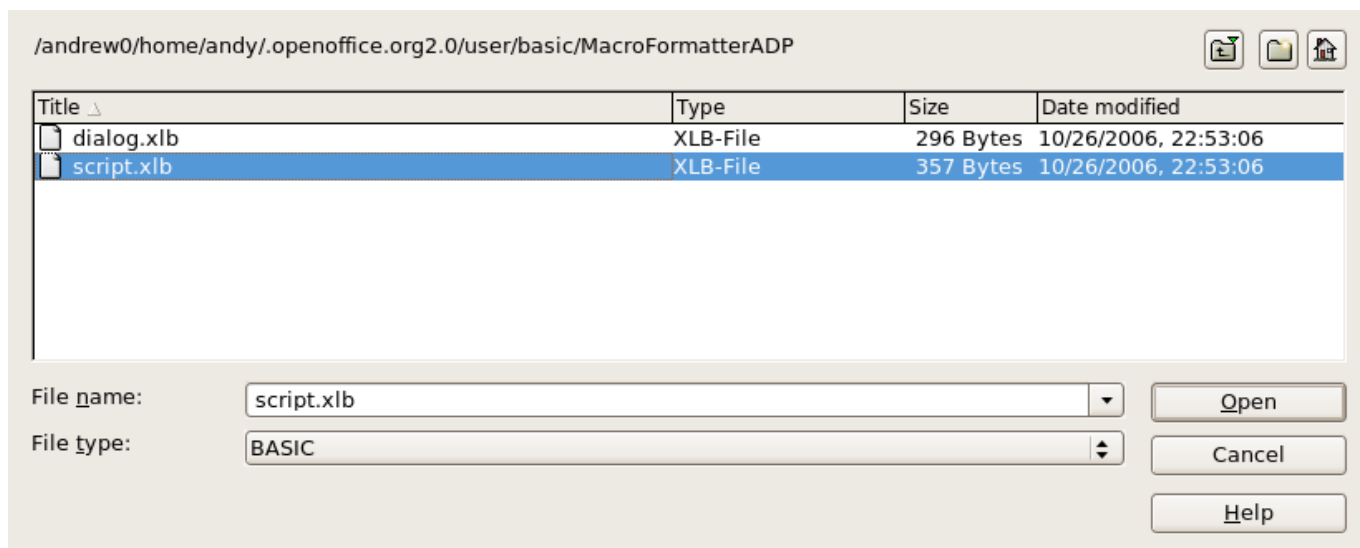 /andrew0/home/andy/.openoffice.org2.0/user/basic/MacroFormatterADP
Title Type Size Date modified
dialog.xlb XLB-File 296 Bytes 10/26/2006, 22:53:06
script.xlb XLB-File 357 Bytes 10/26/2006, 22:53:06
File name: script.xlb Open
File type: BASIC Cancel
Help